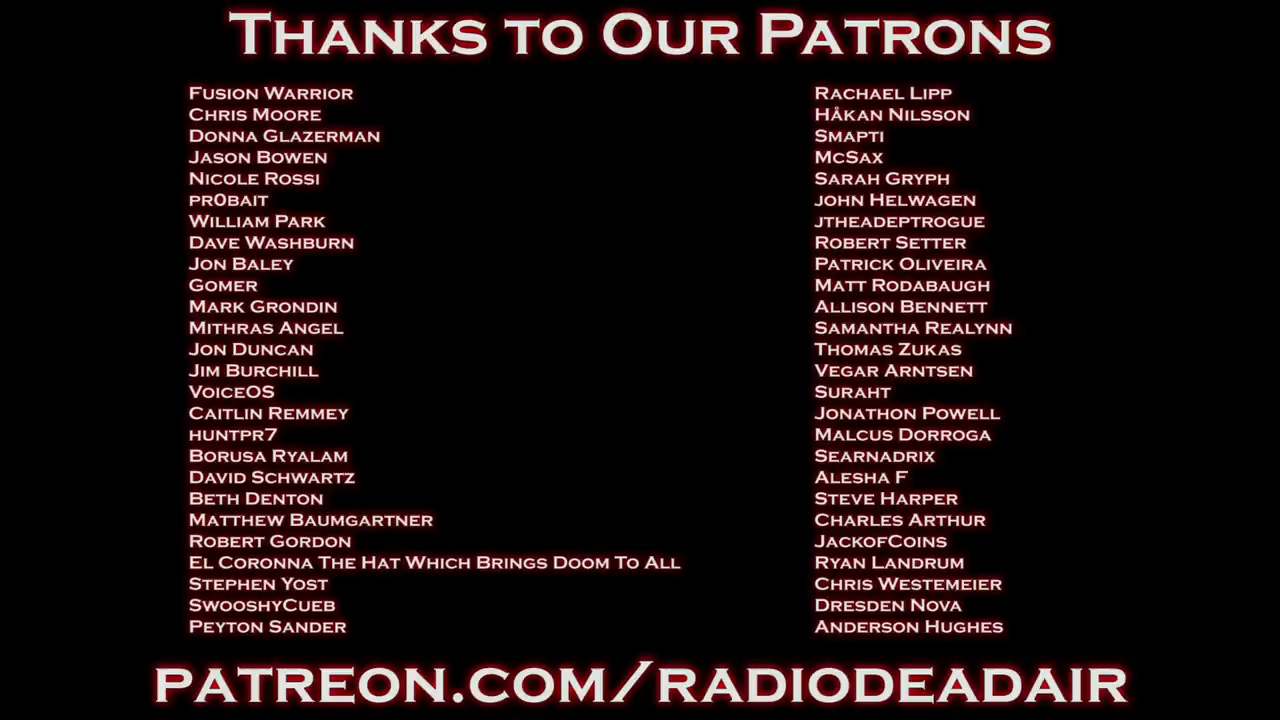 Thanks to Our Patrons
Fusion Warrior
Chris Moore
Donna Glazerman
Jason Bowen
Nicole Rossi
pr0bait
William Park
Dave Washburn
Jon Baley
Gomer
Mark Grondin
Mithras Angel
Jon Duncan
Jim Burchill
VoiceOS
Caitlin Remmey
huntpr7
Borusa Ryalam
David Schwartz
Beth Denton
Matthew Baumgartner
Robert Gordon
El Coronna The Hat Which Brings Doom To All
Stephen Yost
SwooshyCueb
Peyton Sander
Rachael Lipp
Håkan Nilsson
Smapti
McSax
Sarah Gryph
john Helwagen
jtheadeptrogue
Robert Setter
Patrick Oliveira
Matt Rodabaugh
Allison Bennett
Samantha Realynn
Thomas Zukas
Vegar Arntsen
Suraht
Jonathon Powell
Malcus Dorroga
Searnadrix
Alesha F
Steve Harper
Charles Arthur
JackofCoins
Ryan Landrum
Chris Westemeier
Dresden Nova
Anderson Hughes
patreon.com/radiodeadair